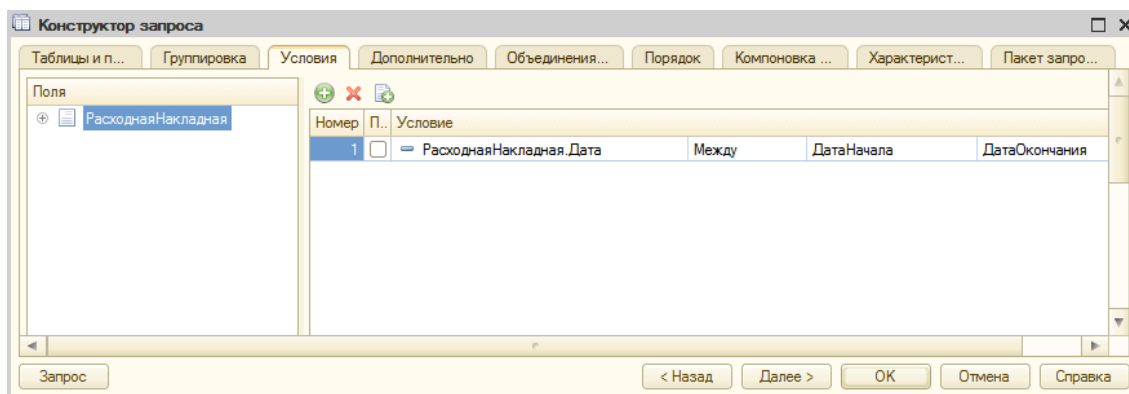 Конструктор запроса
Таблицы и п... Группировка Условия Дополнительно Объединения... Порядок Компоновка ... Характерист... Пакет запро...
Поля
РасходнаяНакладная
Номер П.. Условие
1 РасходнаяНакладная.Дата Между ДатаНачала ДатаОкончания
Запрос < Назад Далее > OK Отмена Справка